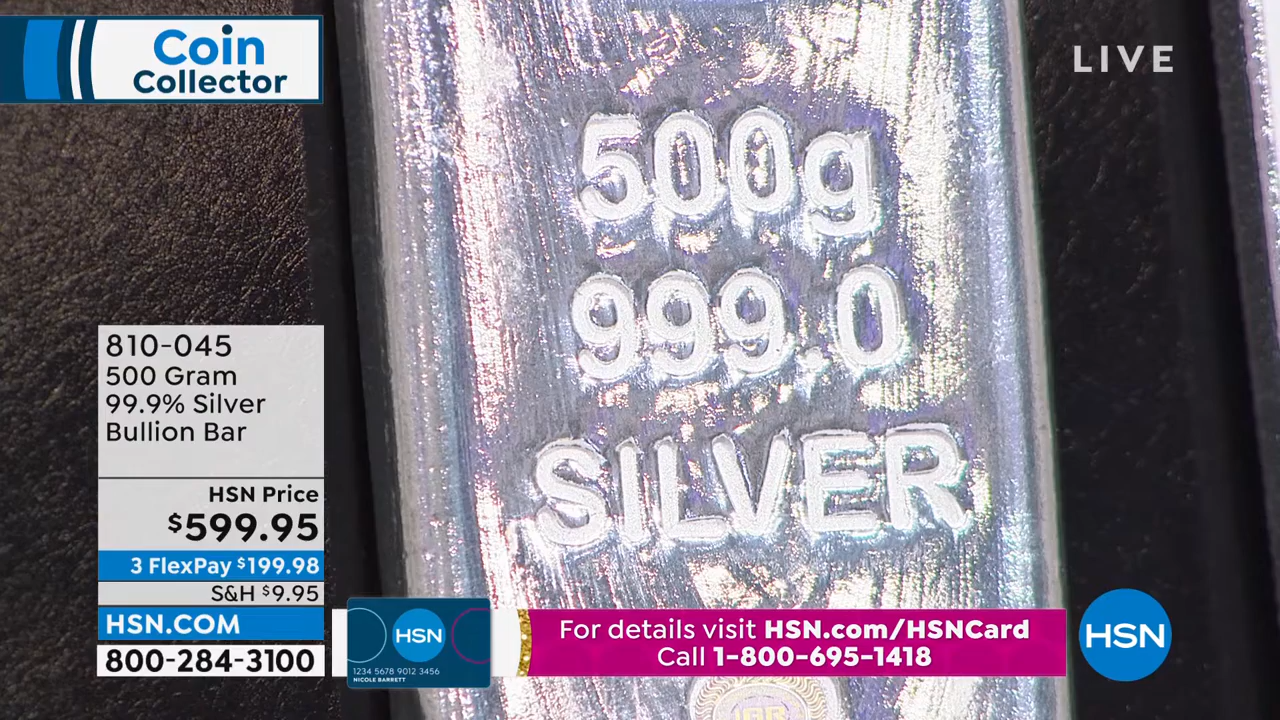 Coin
Collector
LIVE
500g
999.0
SILVER
810-045
500 Gram
99.9% Silver
Bullion Bar
HSN Price
$599.95
3 FlexPay $199.98
S&H $9.95
HSN.COM
800-284-3100
HSN
1234 5678 9012 3456
NICOLE BARRETT
For details visit HSN.com/HSNCard
Call 1-800-695-1418
HSN